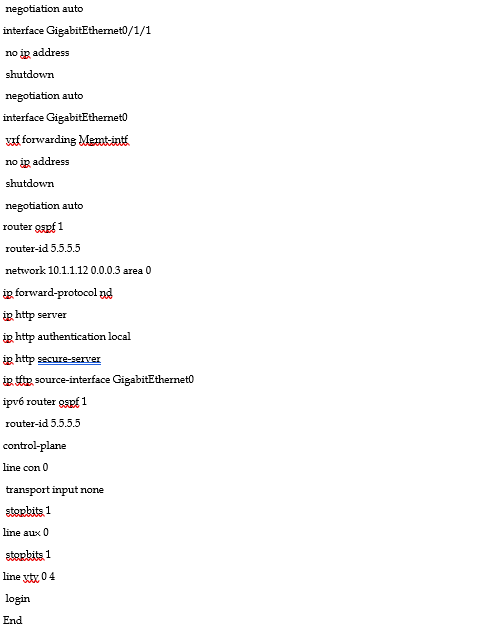 negotiation auto
interface GigabitEthernet0/1/1
no ip address
shutdown
negotiation auto
interface GigabitEthernet0
vrf forwarding Mgmt-intf
no ip address
shutdown
negotiation auto
router ospf 1
router-id 5.5.5.5
network 10.1.1.12 0.0.0.3 area 0
ip forward-protocol nd
ip http server
ip http authentication local
ip http secure-server
ip tftp source-interface GigabitEthernet0
ipv6 router ospf 1
router-id 5.5.5.5
control-plane
line con 0
transport input none
stopbits 1
line aux 0
stopbits 1
line vty 0 4
login
End